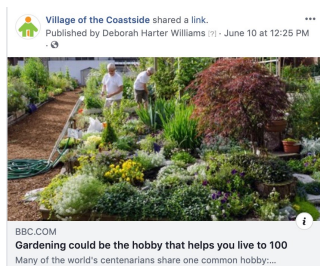 Village of the Coastside shared a link.
Published by Deborah Harter Williams [?] · June 10 at 12:25 PM
·
i
BBC.COM
Gardening could be the hobby that helps you live to 100
Many of the world's centenarians share one common hobby:...